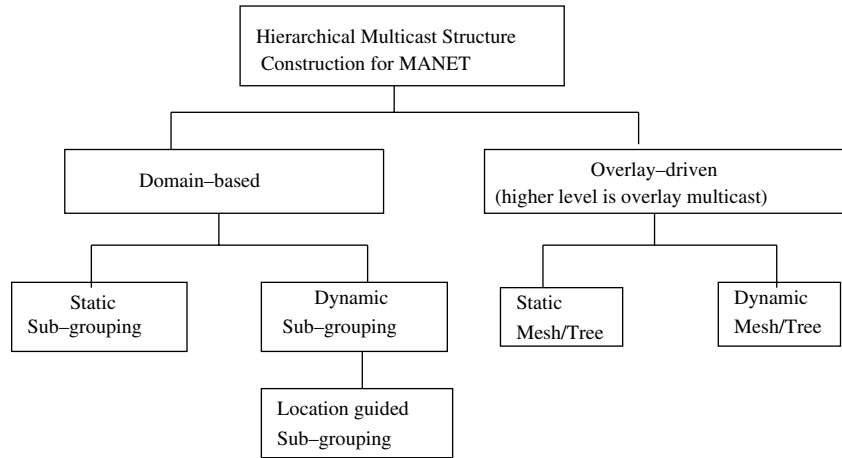 Hierarchical Multicast Structure
Construction for MANET
Domain–based
Overlay–driven
(higher level is overlay multicast)
Static
Sub–grouping
Dynamic
Sub–grouping
Static
Mesh/Tree
Dynamic
Mesh/Tree
Location guided
Sub–grouping